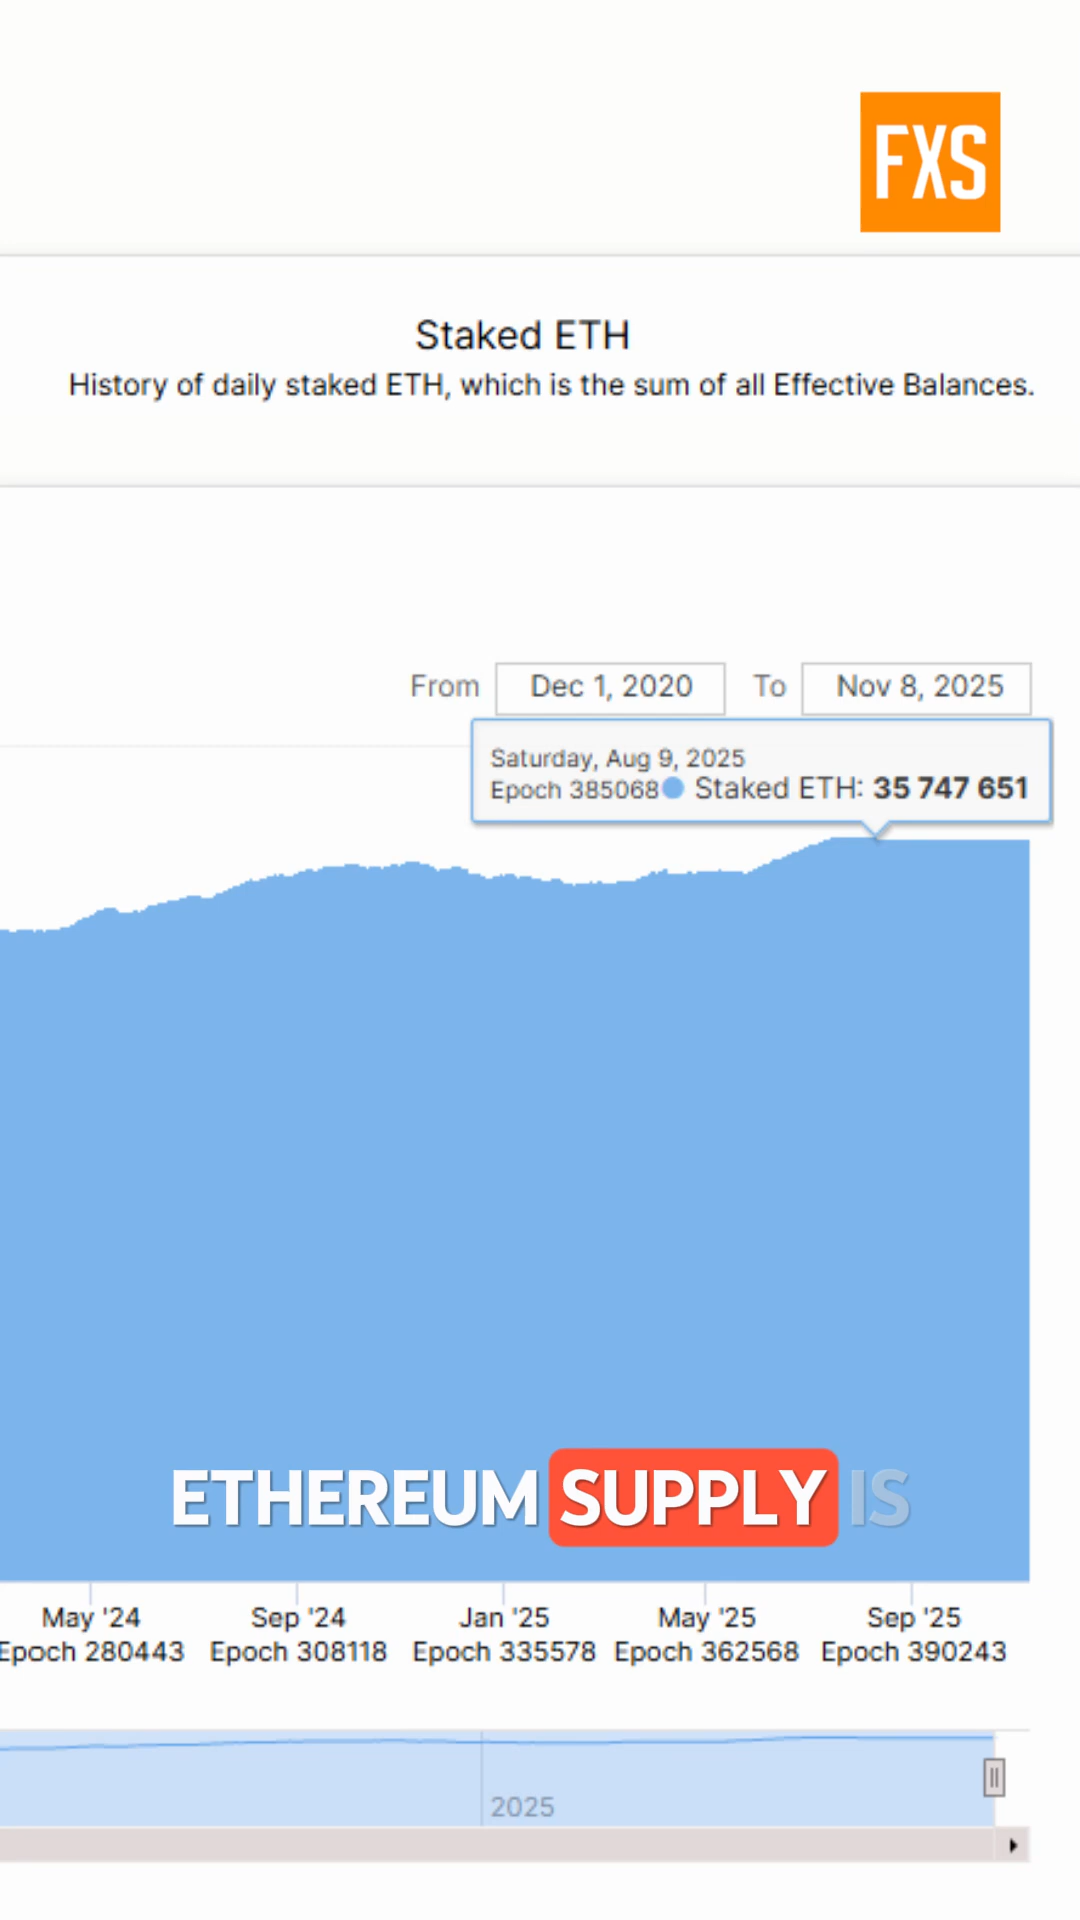 FXS
Staked ETH
History of daily staked ETH, which is the sum of all Effective Balances.
From Dec 1, 2020 To Nov 8, 2025
Saturday, Aug 9, 2025
Epoch 385068 Staked ETH: 35 747 651
ETHEREUM SUPPLY IS
May '24 Sep '24 Jan '25 May '25 Sep '25
Epoch 280443 Epoch 308118 Epoch 335578 Epoch 362568 Epoch 390243
2025